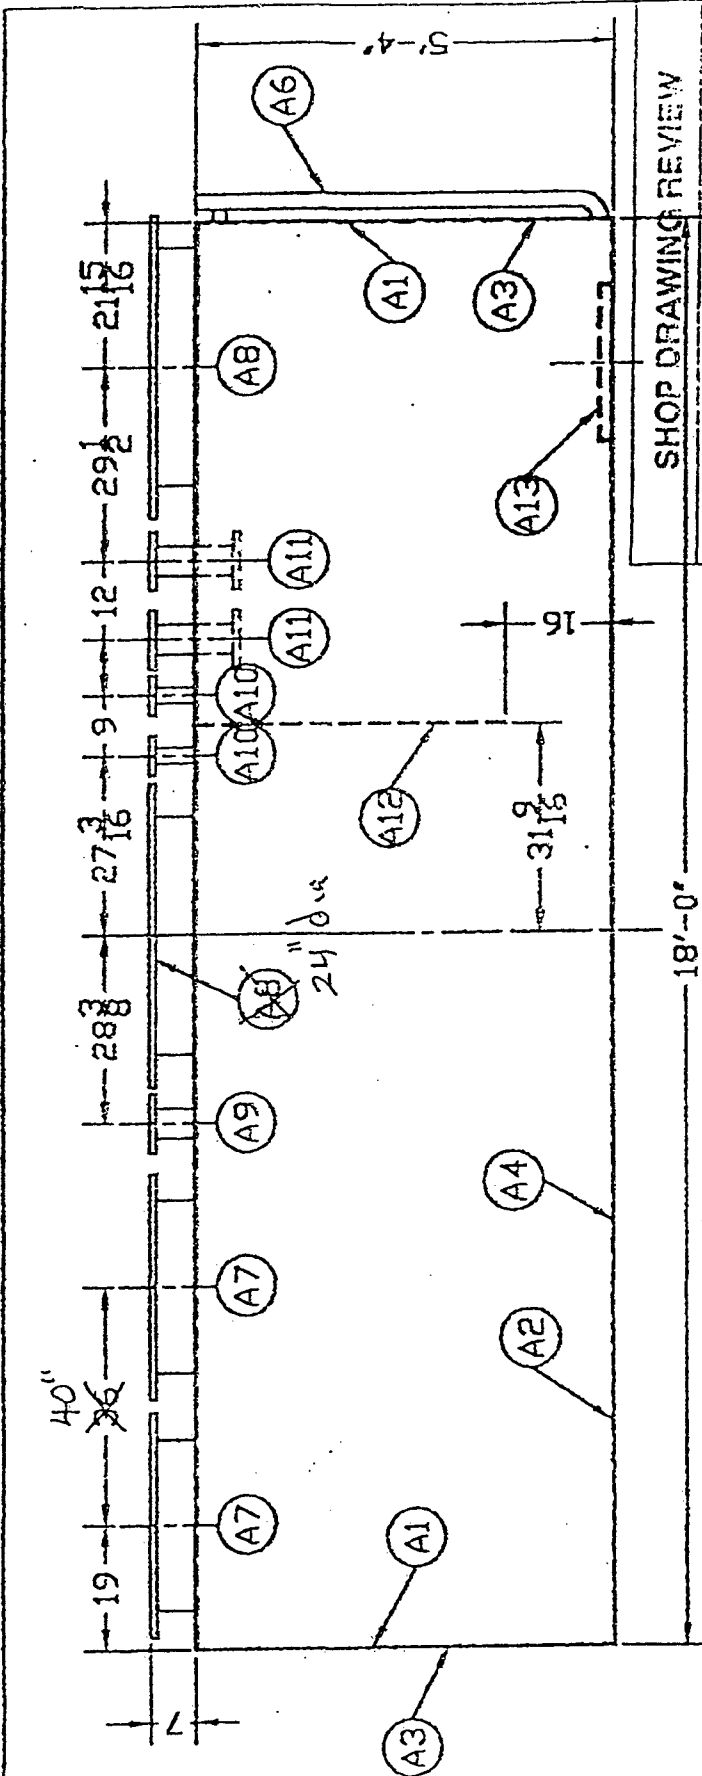 40"
19
36
28 3/8
27 3/16
9
12
29 1/2
21 15/16
7
A7
A7
A9
A8
24" dia
A10
A10
A11
A11
A8
A6
5'-4"
A1
A3
A1
A3
A2
A4
A12
31 9/16
16
A13
18'-0"
SHOP DRAWING REVIEW